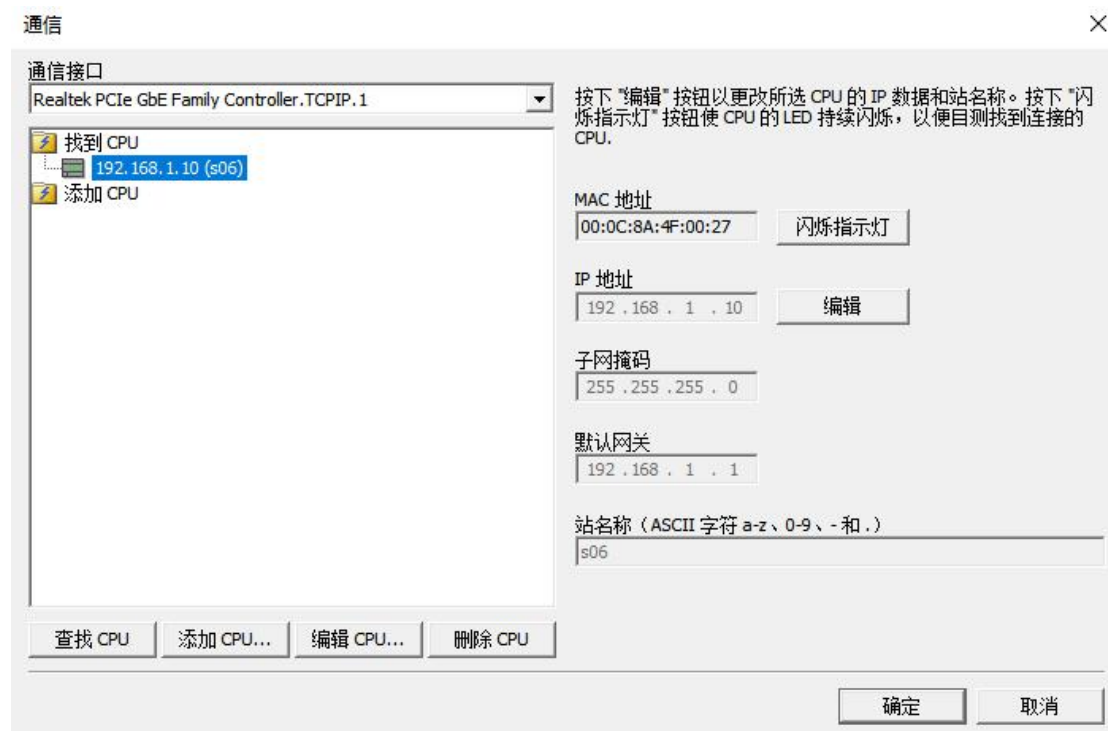 通信
通信接口
Realtek PCIe GbE Family Controller.TCPIP.1
找到 CPU
192.168.1.10 (s06)
添加 CPU
按下 "编辑" 按钮以更改所选 CPU 的 IP 数据和站名称。按下 "闪
烁指示灯" 按钮使 CPU 的 LED 持续闪烁，以便目测找到连接的
CPU.
MAC 地址
00:0C:8A:4F:00:27
闪烁指示灯
IP 地址
192 . 168 . 1 . 10
编辑
子网掩码
255 . 255 . 255 . 0
默认网关
192 . 168 . 1 . 1
站名称（ASCII 字符 a-z、0-9、- 和 .）
s06
查找 CPU
添加 CPU...
编辑 CPU...
删除 CPU
确定
取消